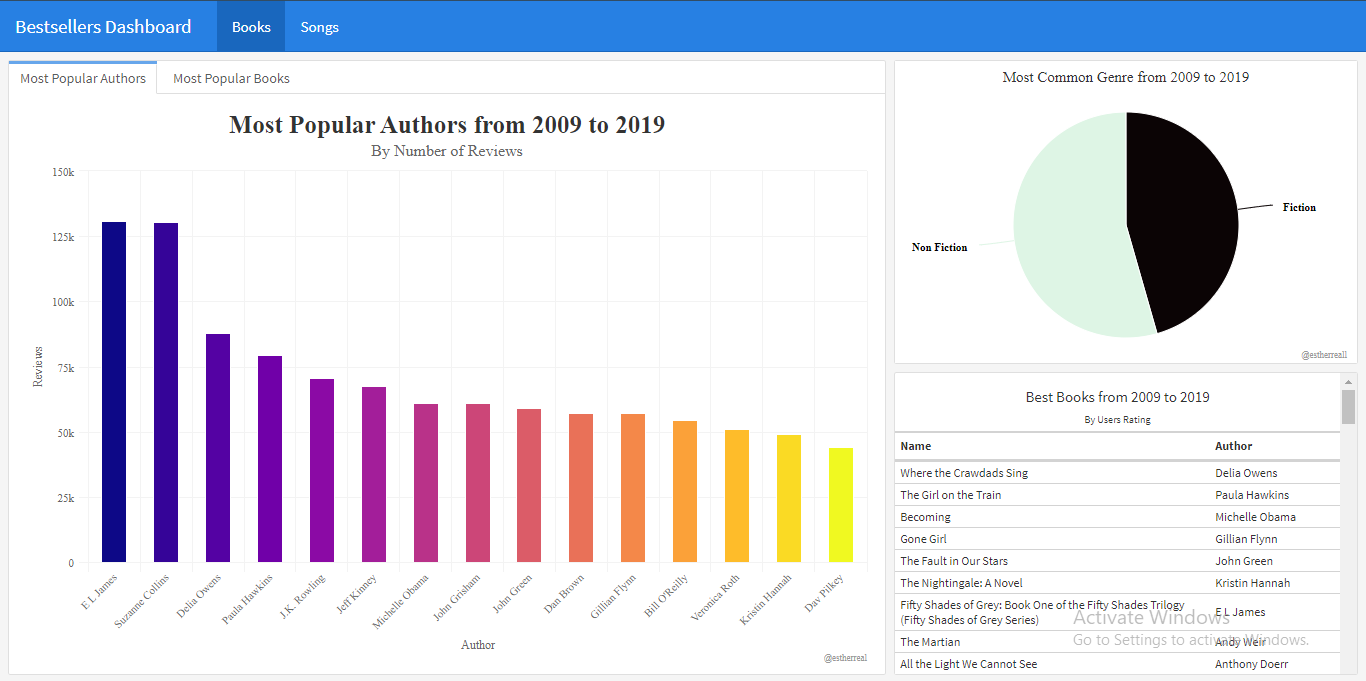 Bestsellers Dashboard Books Songs
Most Popular Authors Most Popular Books
Most Popular Authors from 2009 to 2019
By Number of Reviews
150k
125k
100k
75k
50k
25k
0
Reviews
E L James
Suzanne Collins
Delia Owens
Paula Hawkins
J.K. Rowling
Jeff Kinney
Michelle Obama
John Grisham
John Green
Dan Brown
Gillian Flynn
Bill O'Reilly
Veronica Roth
Kristin Hannah
Dav Pilkey
Author
@estherreal
Most Common Genre from 2009 to 2019
Fiction
Non Fiction
@estherreall
Best Books from 2009 to 2019
By Users Rating
Name Author
Where the Crawdads Sing Delia Owens
The Girl on the Train Paula Hawkins
Becoming Michelle Obama
Gone Girl Gillian Flynn
The Fault in Our Stars John Green
The Nightingale: A Novel Kristin Hannah
Fifty Shades of Grey: Book One of the Fifty Shades Trilogy
(Fifty Shades of Grey Series) E L James
The Martian Andy Weir
All the Light We Cannot See Anthony Doerr
Activate Windows
Go to Settings to activate Windows.